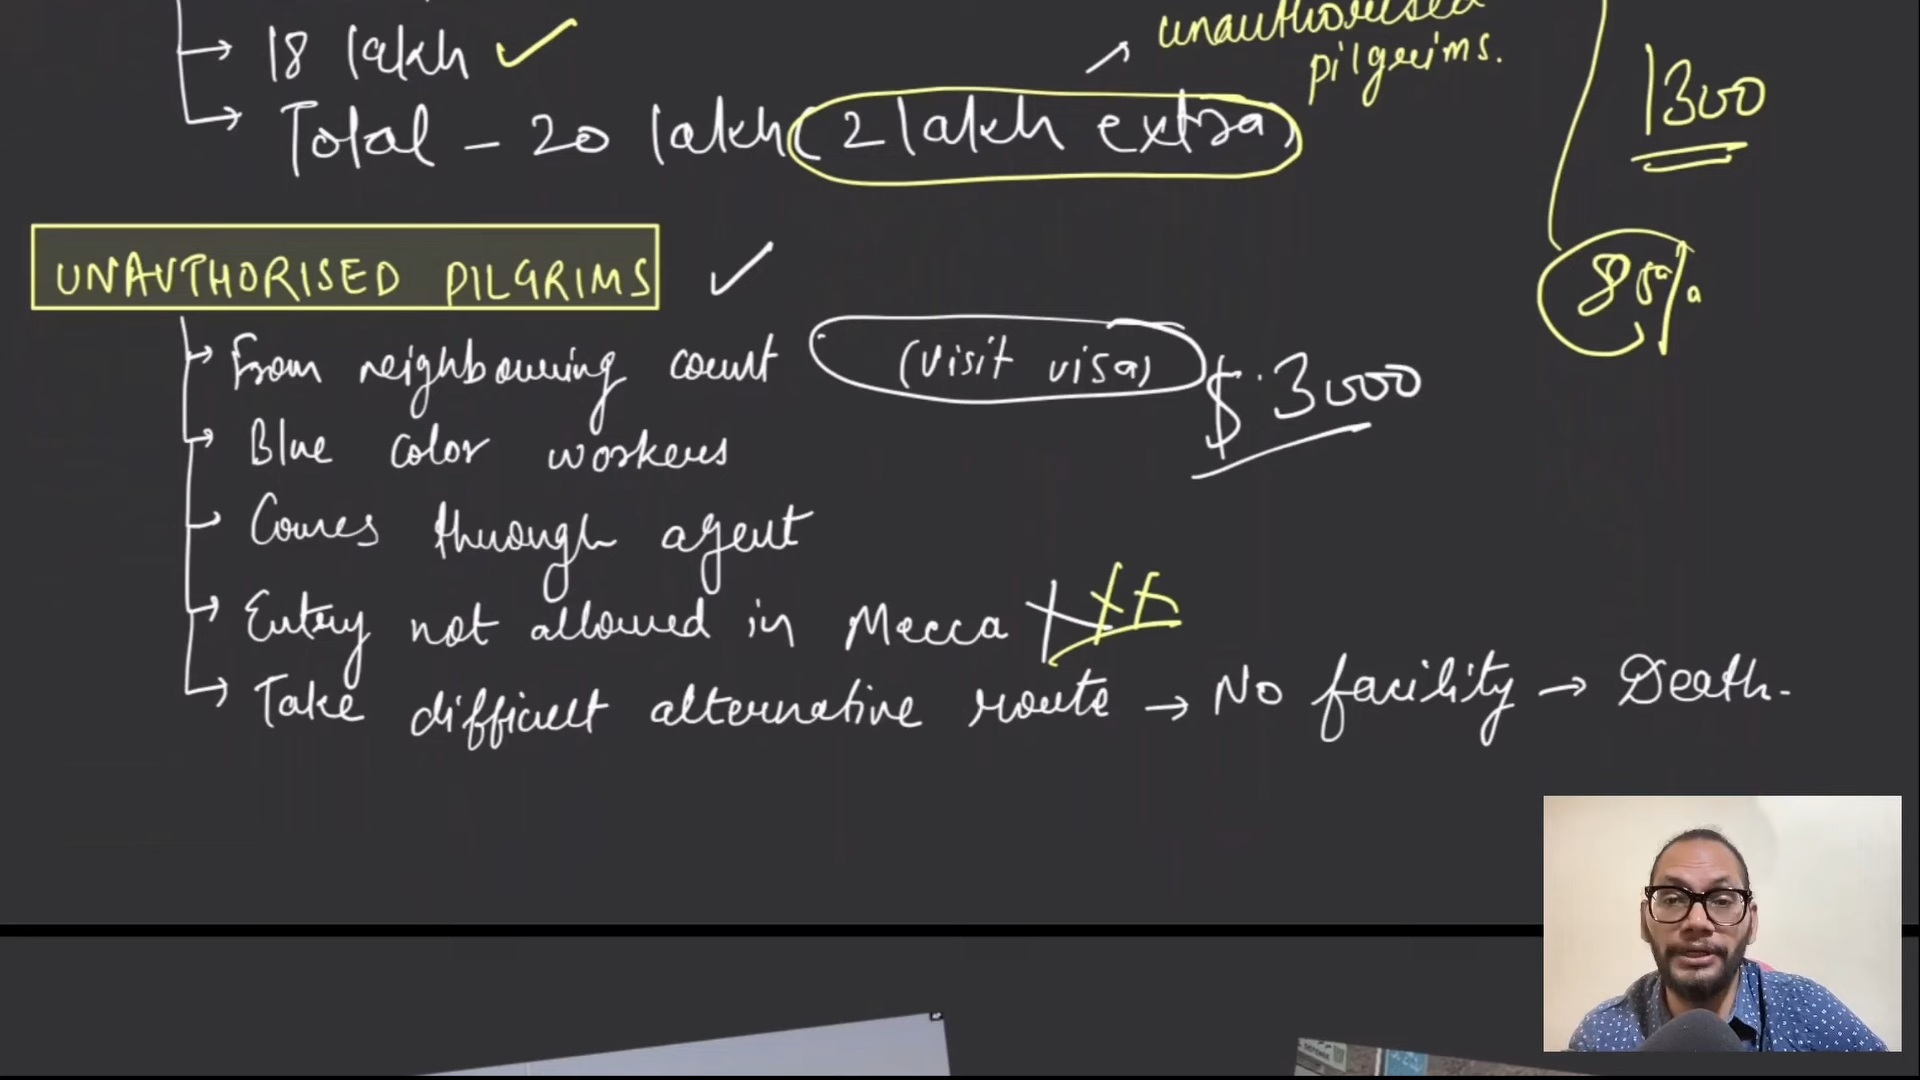 unauthorised
18 lakh
pilgrims.
1300
Total - 20 lakh (2 lakh extra)
UNAUTHORISED PILGRIMS
85%
From neighbouring count (visit visa)
$3000
Blue color workers
Comes through agent
Entry not allowed in Mecca
Take difficult alternative route → No facility → Death.